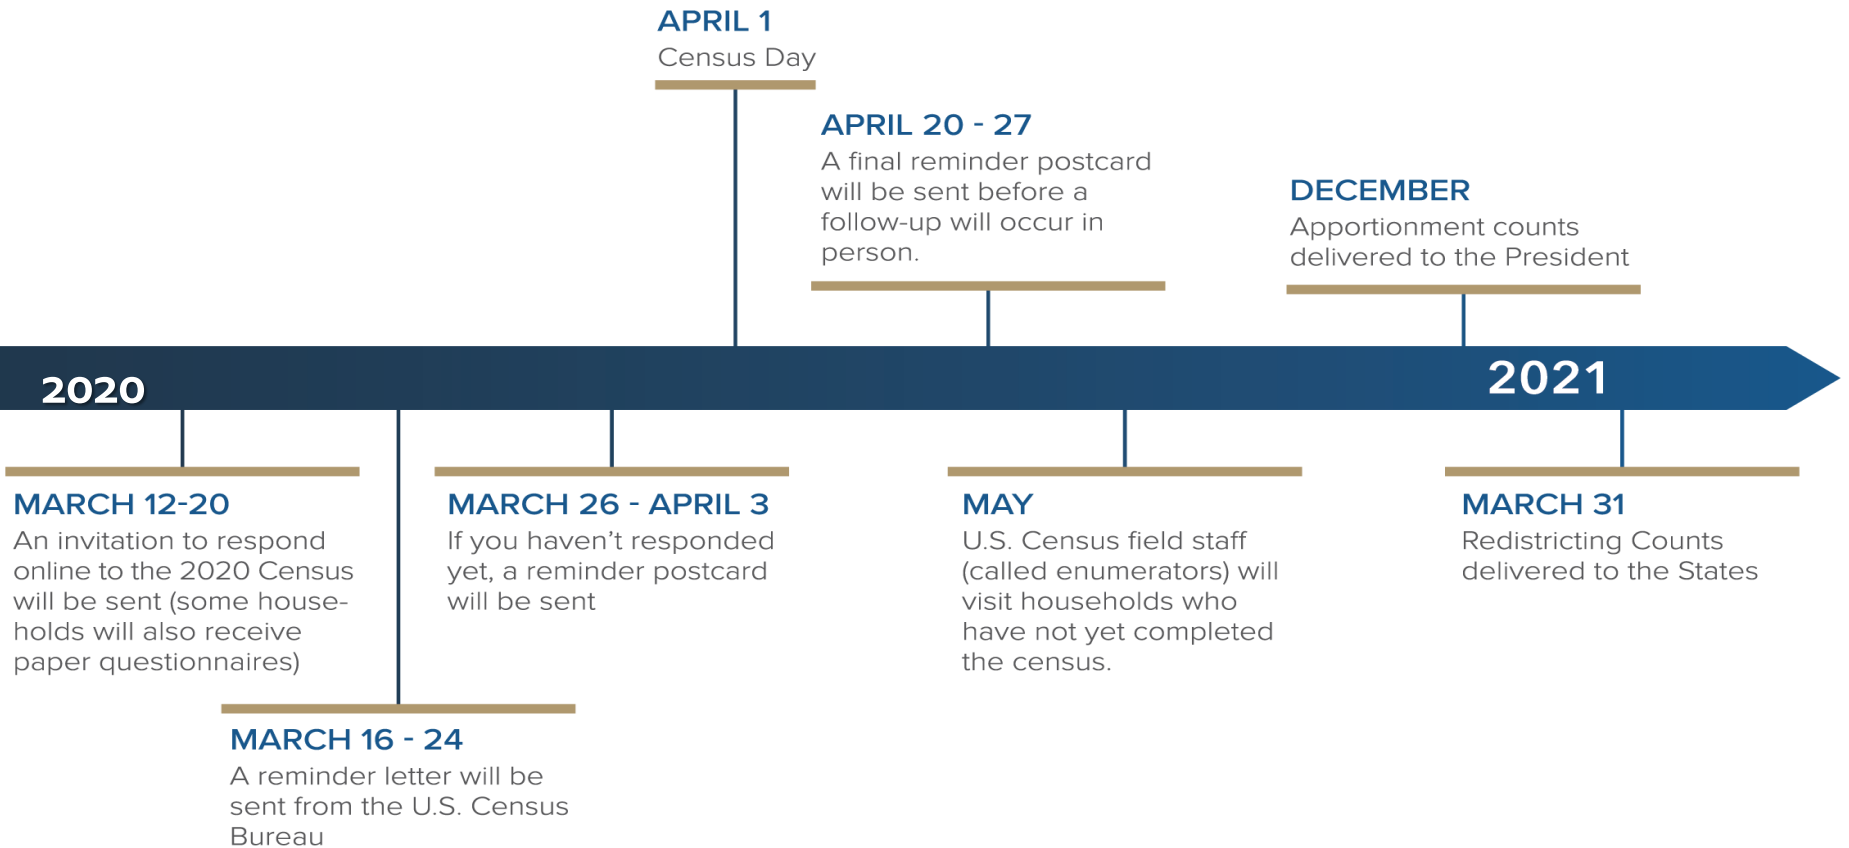 APRIL 1
Census Day
APRIL 20 - 27
A final reminder postcard
will be sent before a
follow-up will occur in
person.
DECEMBER
Apportionment counts
delivered to the President
2020
2021
MARCH 12-20
An invitation to respond
online to the 2020 Census
will be sent (some house-
holds will also receive
paper questionnaires)
MARCH 16 - 24
A reminder letter will be
sent from the U.S. Census
Bureau
MARCH 26 - APRIL 3
If you haven’t responded
yet, a reminder postcard
will be sent
MAY
U.S. Census field staff
(called enumerators) will
visit households who
have not yet completed
the census.
MARCH 31
Redistricting Counts
delivered to the States